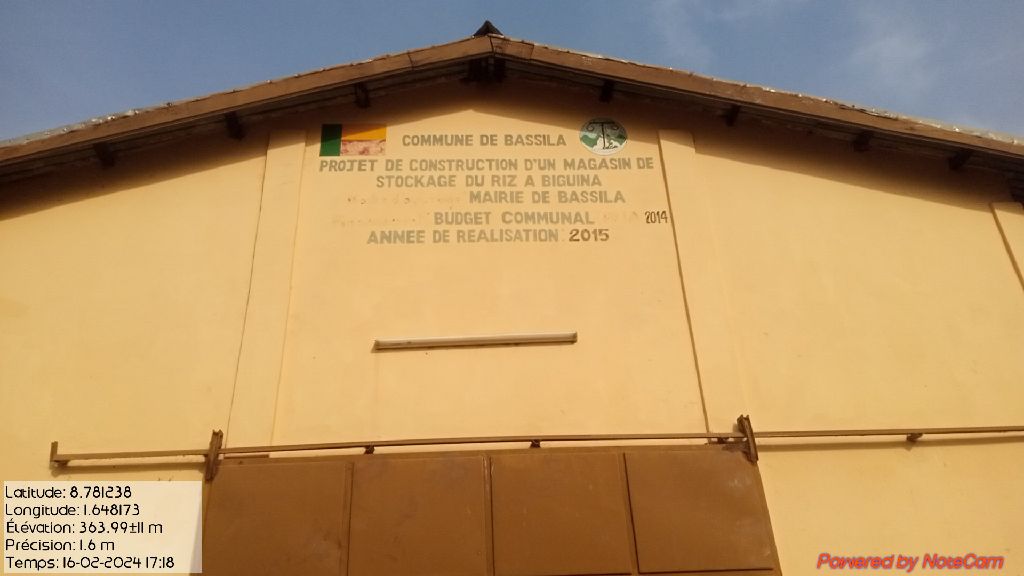 COMMUNE DE BASSILA
PROJET DE CONSTRUCTION D'UN MAGASIN DE
STOCKAGE DU RIZ A BIGUINA
MAIRIE DE BASSILA
BUDGET COMMUNAL 2014
ANNEE DE REALISATION: 2015
Latitude: 8.781238
Longitude: 1.648173
Élévation: 363.99±11 m
Précision: 1.6 m
Temps: 16-02-2024 17:18
Powered by NoteCam